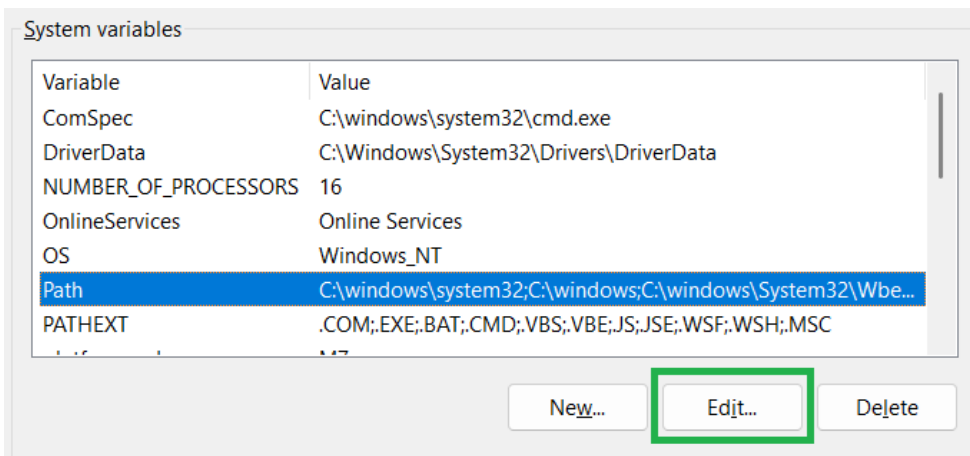 System variables
Variable Value
ComSpec C:\windows\system32\cmd.exe
DriverData C:\Windows\System32\Drivers\DriverData
NUMBER_OF_PROCESSORS 16
OnlineServices Online Services
OS Windows_NT
Path C:\windows\system32;C:\windows;C:\windows\System32\Wbe...
PATHEXT .COM;.EXE;.BAT;.CMD;.VBS;.VBE;.JS;.JSE;.WSF;.WSH;.MSC
New... Edit... Delete